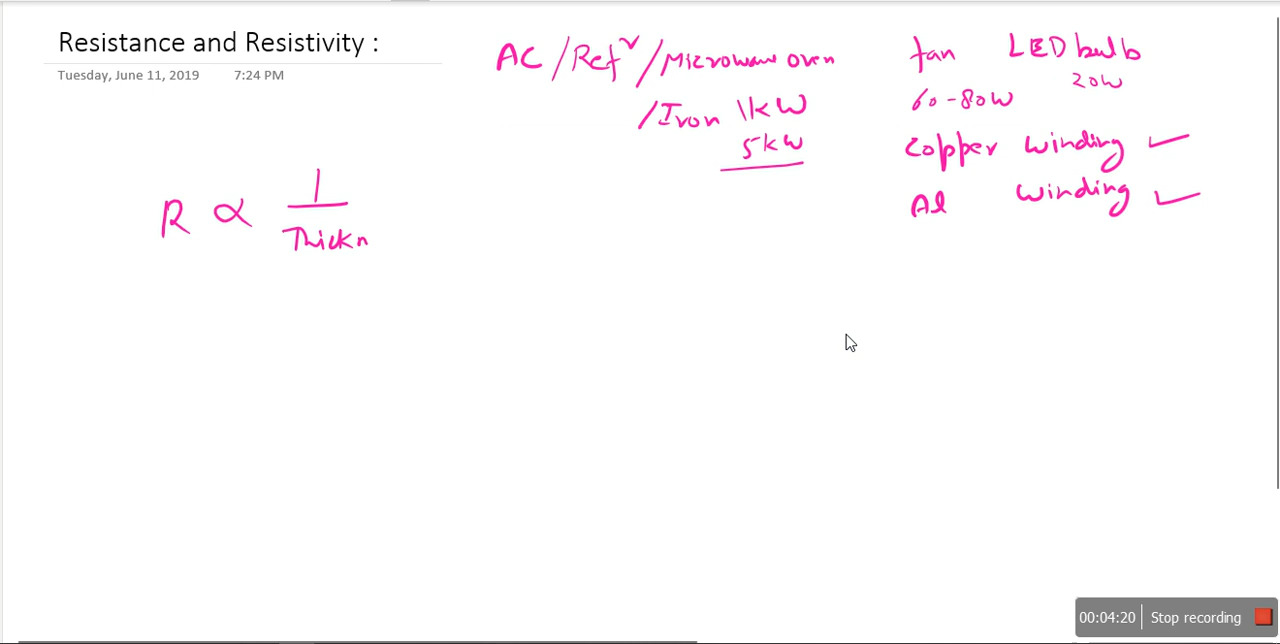 Resistance and Resistivity :
Tuesday, June 11, 2019 7:24 PM
AC /Ref^r /Microwave oven
/Iron 1kW
5kW
fan LED bulb
60-80W 20W
Copper winding ✓
Al winding ✓
R ∝ 1
Thickn
00:04:20 Stop recording